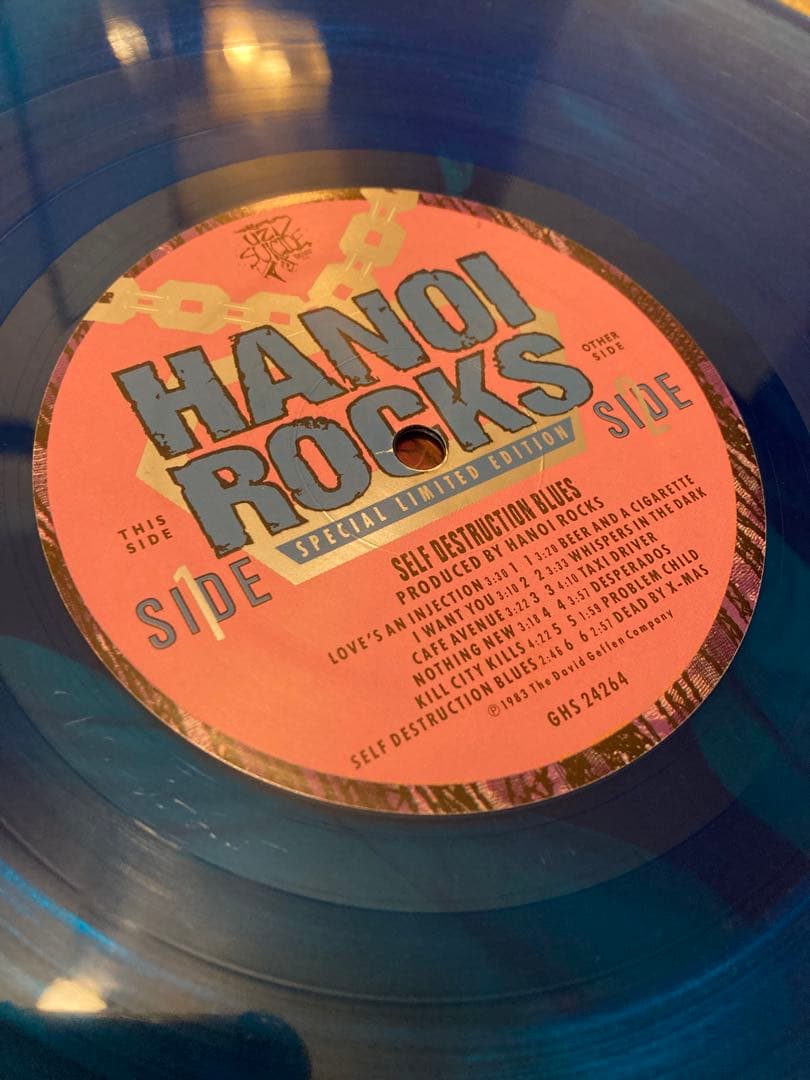 UZI
SUICIDE
HANOI
ROCKS
SPECIAL LIMITED EDITION
THIS
SIDE
SIDE 1
OTHER
SIDE
SIDE 2
SELF DESTRUCTION BLUES
PRODUCED BY HANOI ROCKS
LOVE'S AN INJECTION 3:30 1 1 3:20 BEER AND A CIGARETTE
I WANT YOU 3:10 2 2 3:33 WHISPERS IN THE DARK
CAFE AVENUE 3:22 3 3 4:10 TAXI DRIVER
NOTHING NEW 3:18 4 4 3:57 DESPERADOS
KILL CITY KILLS 4:22 5 5 1:59 PROBLEM CHILD
SELF DESTRUCTION BLUES 2:46 6 6 2:57 DEAD BY X-MAS
℗ 1983 The David Geffen Company
GHS 24264